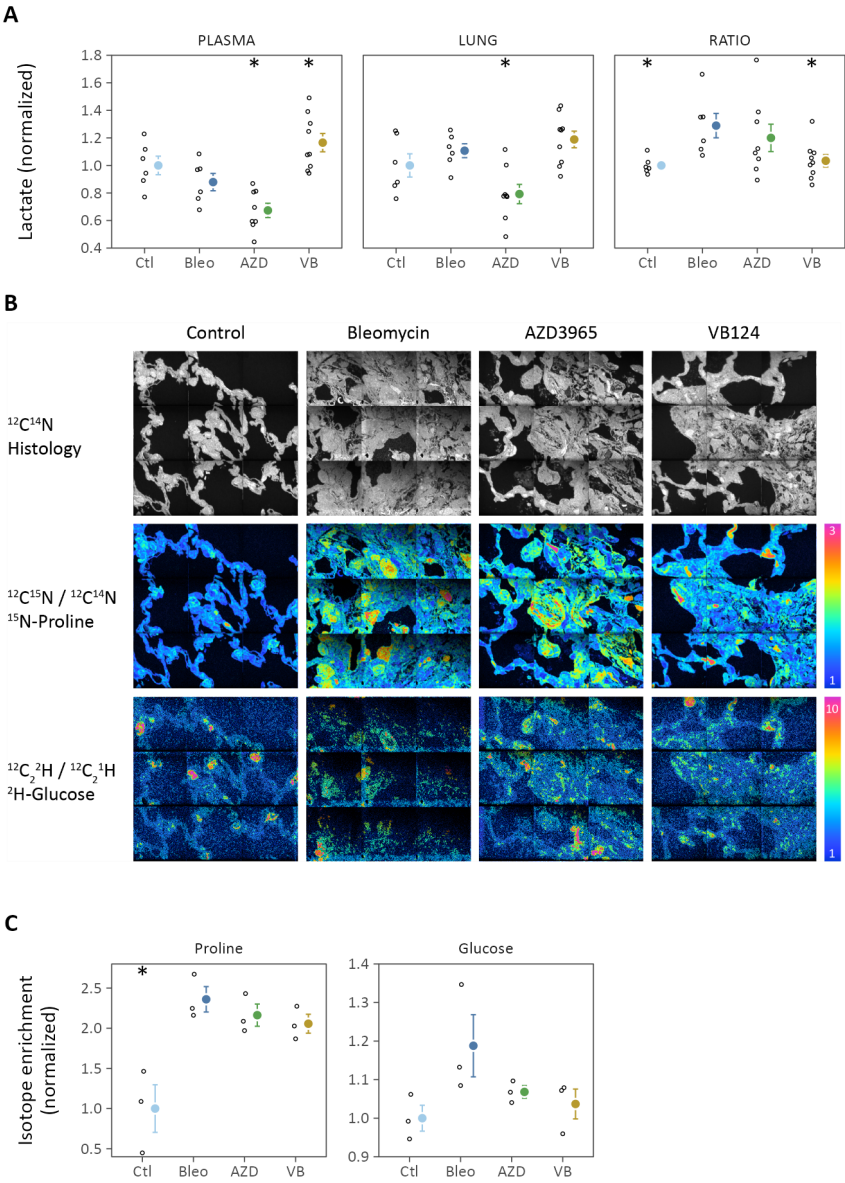 A
PLASMA LUNG RATIO
Lactate (normalized)
1.8
1.6
1.4
1.2
1.0
0.8
0.6
0.4
* * * * *
Ctl Bleo AZD VB Ctl Bleo AZD VB Ctl Bleo AZD VB
B
Control Bleomycin AZD3965 VB124
¹²C¹⁴N
Histology
¹²C¹⁵N / ¹²C¹⁴N
¹⁵N-Proline
3
1
¹²C₂²H / ¹²C₂¹H
²H-Glucose
10
1
C
Proline Glucose
Isotope enrichment
(normalized)
*
2.5
2.0
1.5
1.0
0.5
1.4
1.3
1.2
1.1
1.0
0.9
Ctl Bleo AZD VB Ctl Bleo AZD VB